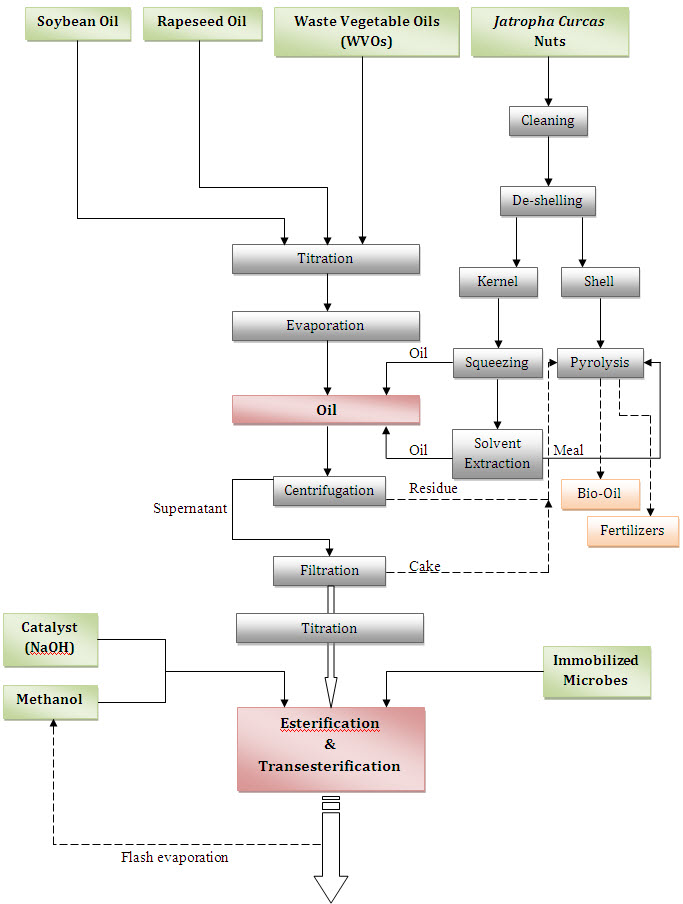 Soybean Oil
Rapeseed Oil
Waste Vegetable Oils
(WVOs)
Jatropha Curcas
Nuts
Cleaning
De-shelling
Titration
Kernel
Shell
Evaporation
Oil
Squeezing
Pyrolysis
Oil
Oil
Solvent
Extraction
Meal
Centrifugation
Residue
Bio-Oil
Supernatant
Fertilizers
Filtration
Cake
Titration
Catalyst
(NaOH)
Immobilized
Microbes
Methanol
Esterification
&
Transesterification
Flash evaporation